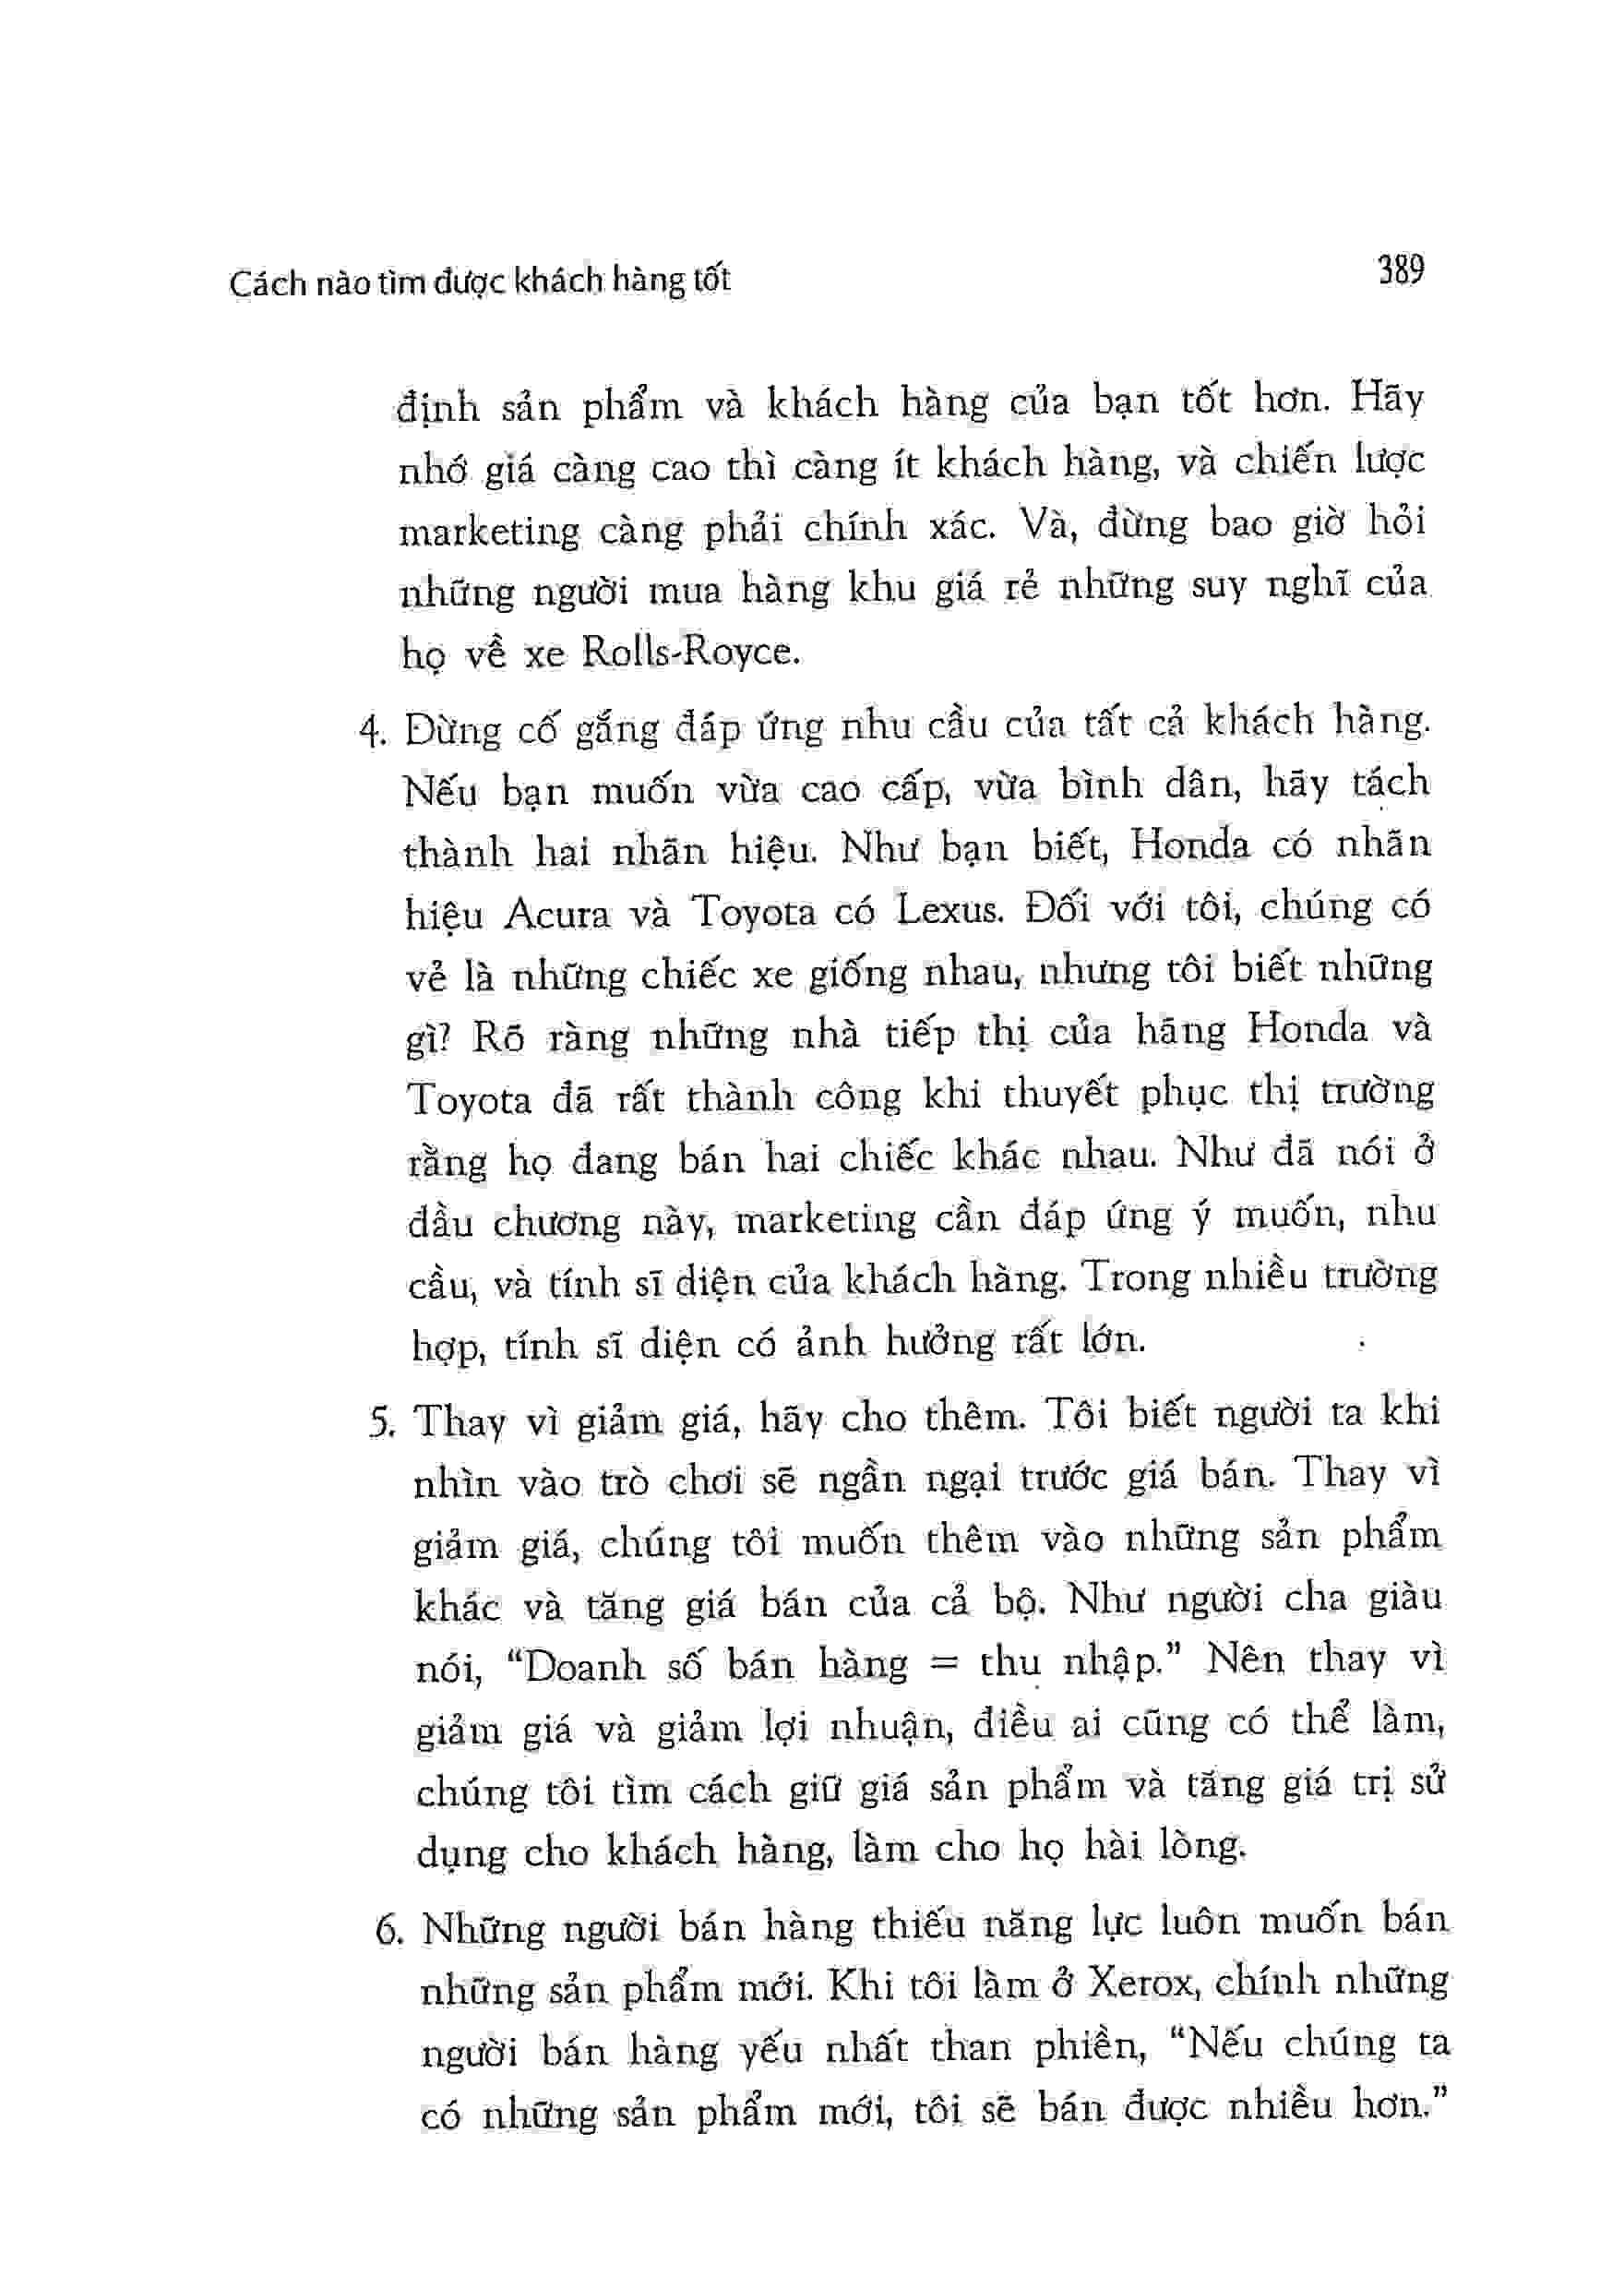 Cách nào tìm được khách hàng tốt
389
định sản phẩm và khách hàng của bạn tốt hơn. Hãy
nhớ giá càng cao thì càng ít khách hàng, và chiến lược
marketing càng phải chính xác. Và, đừng bao giờ hỏi
những người mua hàng khu giá rẻ những suy nghĩ của
họ về xe Rolls-Royce.
4. Đừng cố gắng đáp ứng nhu cầu của tất cả khách hàng.
Nếu bạn muốn vừa cao cấp, vừa bình dân, hãy tách
thành hai nhãn hiệu. Như bạn biết, Honda có nhãn
hiệu Acura và Toyota có Lexus. Đối với tôi, chúng có
vẻ là những chiếc xe giống nhau, nhưng tôi biết những
gì? Rõ ràng những nhà tiếp thị của hãng Honda và
Toyota đã rất thành công khi thuyết phục thị trường
rằng họ đang bán hai chiếc khác nhau. Như đã nói ở
đầu chương này, marketing cần đáp ứng ý muốn, nhu
cầu, và tính sĩ diện của khách hàng. Trong nhiều trường
hợp, tính sĩ diện có ảnh hưởng rất lớn.
5. Thay vì giảm giá, hãy cho thêm. Tôi biết người ta khi
nhìn vào trò chơi sẽ ngần ngại trước giá bán. Thay vì
giảm giá, chúng tôi muốn thêm vào những sản phẩm
khác và tăng giá bán của cả bộ. Như người cha giàu
nói, “Doanh số bán hàng = thu nhập.” Nên thay vì
giảm giá và giảm lợi nhuận, điều ai cũng có thể làm,
chúng tôi tìm cách giữ giá sản phẩm và tăng giá trị sử
dụng cho khách hàng, làm cho họ hài lòng.
6. Những người bán hàng thiếu năng lực luôn muốn bán
những sản phẩm mới. Khi tôi làm ở Xerox, chính những
người bán hàng yếu nhất than phiền, “Nếu chúng ta
có những sản phẩm mới, tôi sẽ bán được nhiều hơn.”